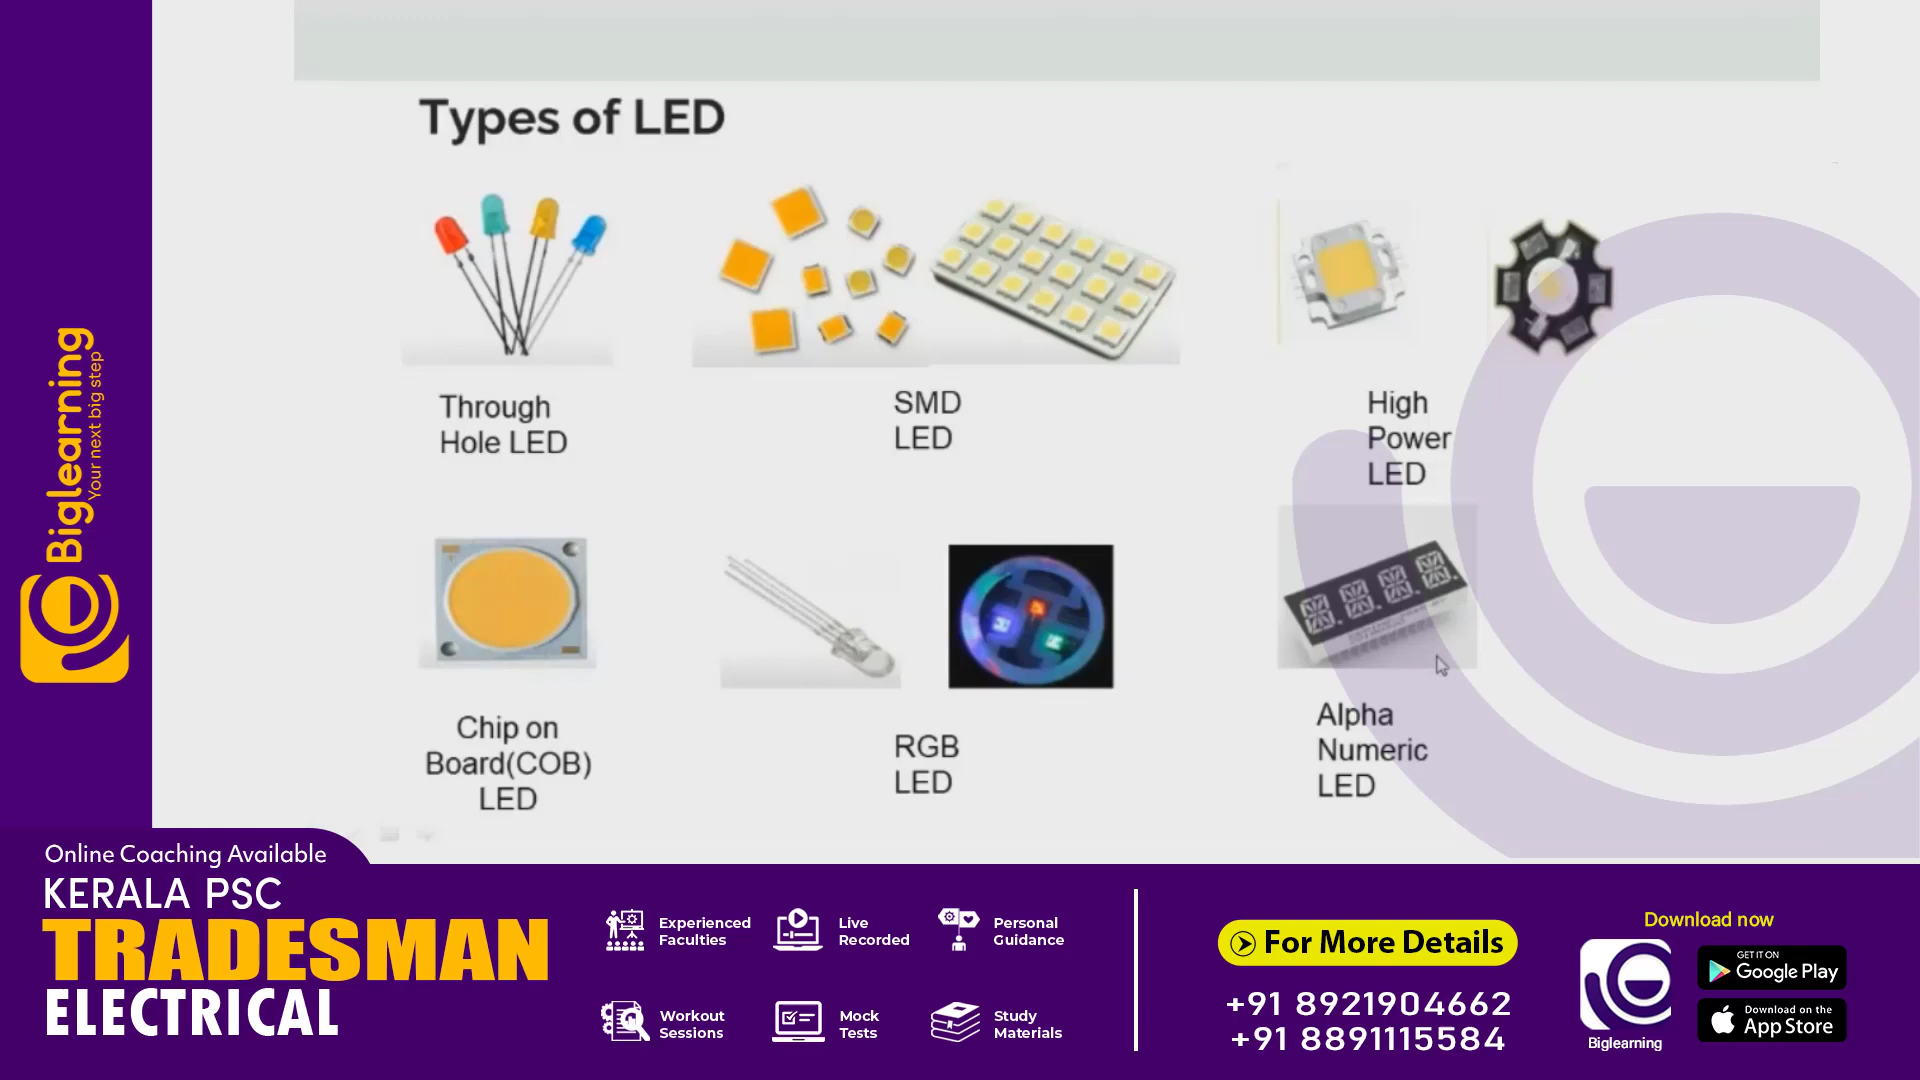 Types of LED
Through
Hole LED
SMD
LED
High
Power
LED
Chip on
Board(COB)
LED
RGB
LED
Alpha
Numeric
LED
Biglearning
Your next big step
Online Coaching Available
KERALA PSC
TRADESMAN
ELECTRICAL
Experienced
Faculties
Live
Recorded
Personal
Guidance
Workout
Sessions
Mock
Tests
Study
Materials
For More Details
+91 8921904662
+91 8891115584
Download now
Biglearning
GET IT ON
Google Play
Download on the
App Store